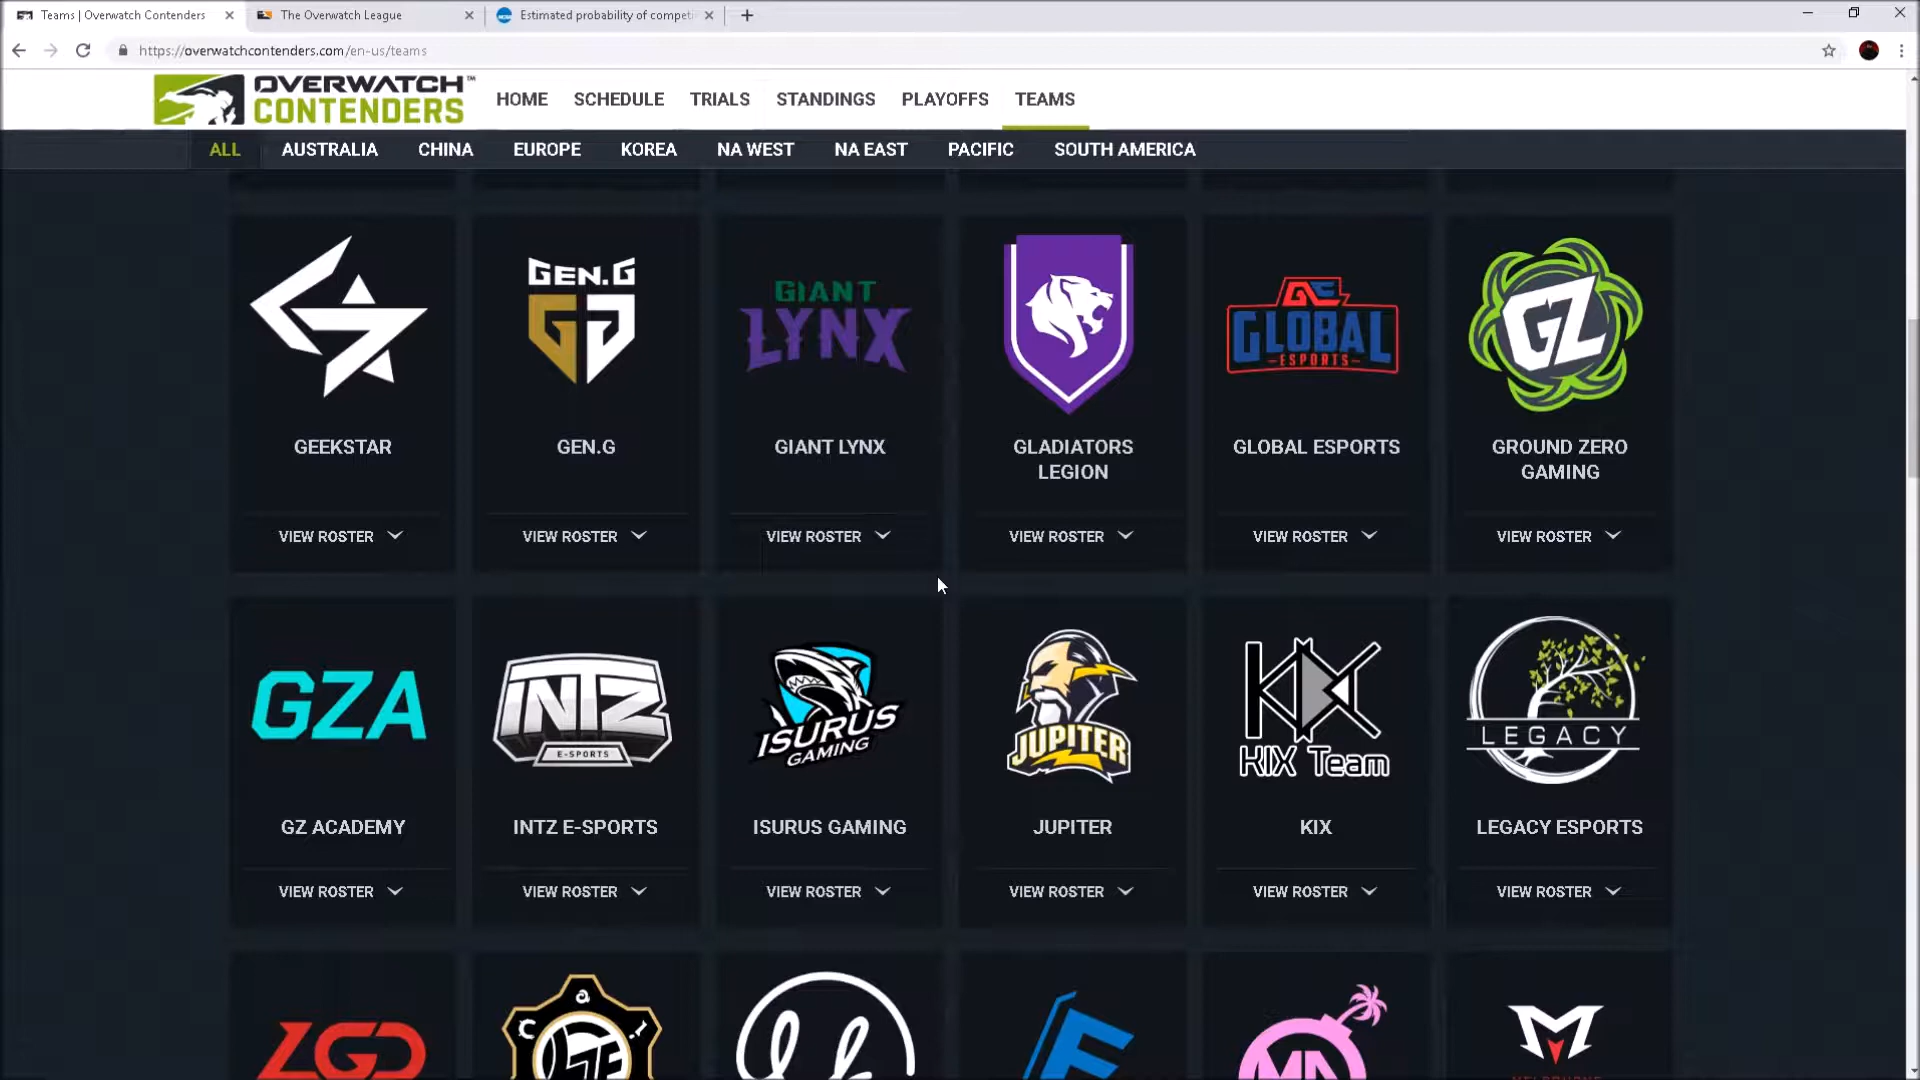 Teams | Overwatch Contenders
The Overwatch League
Estimated probability of competi
https://overwatchcontenders.com/en-us/teams
OVERWATCH™
CONTENDERS
HOME SCHEDULE TRIALS STANDINGS PLAYOFFS TEAMS
ALL AUSTRALIA CHINA EUROPE KOREA NA WEST NA EAST PACIFIC SOUTH AMERICA
GEN.G
GIANT
LYNX
GLOBAL
ESPORTS
GZ
GEEKSTAR GEN.G GIANT LYNX GLADIATORS LEGION GLOBAL ESPORTS GROUND ZERO GAMING
VIEW ROSTER VIEW ROSTER VIEW ROSTER VIEW ROSTER VIEW ROSTER VIEW ROSTER
GZA
INTZ
E-SPORTS
ISURUS
GAMING
JUPITER
KIX
KIX Team
LEGACY
GZ ACADEMY INTZ E-SPORTS ISURUS GAMING JUPITER KIX LEGACY ESPORTS
VIEW ROSTER VIEW ROSTER VIEW ROSTER VIEW ROSTER VIEW ROSTER VIEW ROSTER
LGD